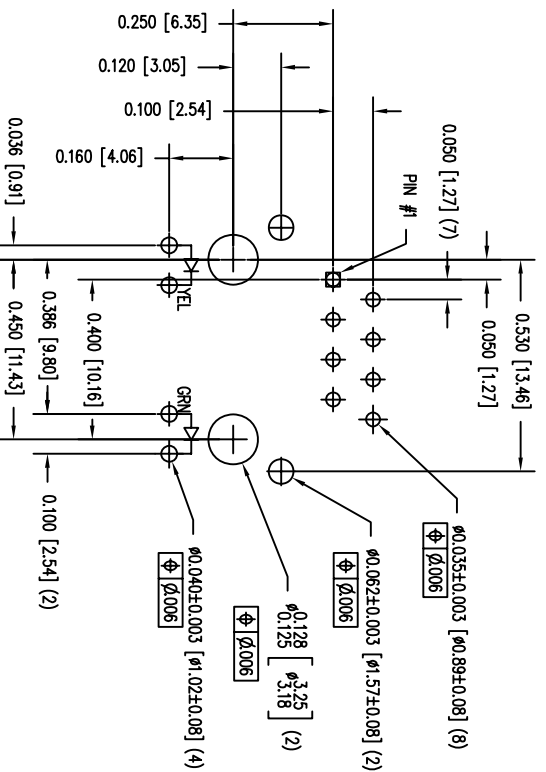 0.250 [6.35]
0.120 [3.05]
0.100 [2.54]
0.160 [4.06]
0.036 [0.91]
0.050 [1.27] (7)
PIN #1
0.530 [13.46]
0.050 [1.27]
YEL
GRN
0.400 [10.16]
0.386 [9.80]
0.450 [11.43]
0.100 [2.54] (2)
ø0.035±0.003 [ø0.89±0.08] (8)
⌖ Ø.006
ø0.062±0.003 [ø1.57±0.08] (2)
⌖ Ø.006
ø0.128 0.125 [ø3.25 3.18] (2)
⌖ Ø.006
ø0.040±0.003 [ø1.02±0.08] (4)
⌖ Ø.006